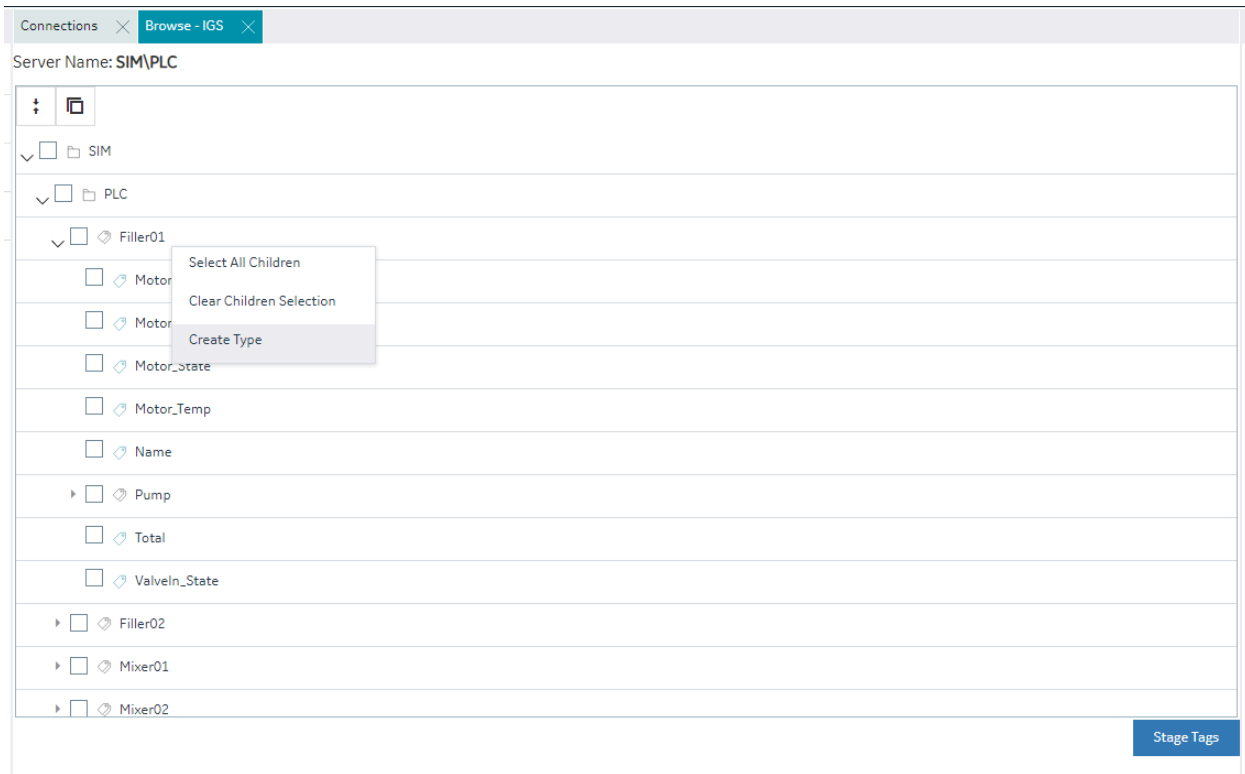 Connections
Browse - IGS
Server Name: SIM\PLC
SIM
PLC
Filler01
Select All Children
Motor
Clear Children Selection
Motor
Create Type
Motor_State
Motor_Temp
Name
Pump
Total
ValveIn_State
Filler02
Mixer01
Mixer02
Stage Tags